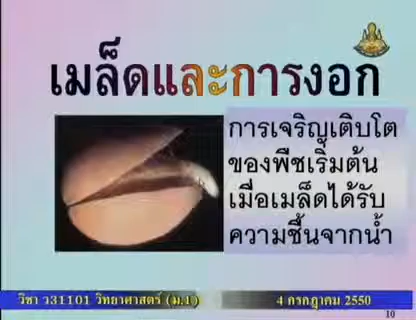 เมล็ดและการงอก
การเจริญเติบโต
ของพืชเริ่มต้น
เมื่อเมล็ดได้รับ
ความชื้นจากน้ำ
วิชา ว31101 วิทยาศาสตร์ (ม.1) 4 กรกฎาคม 2550
10